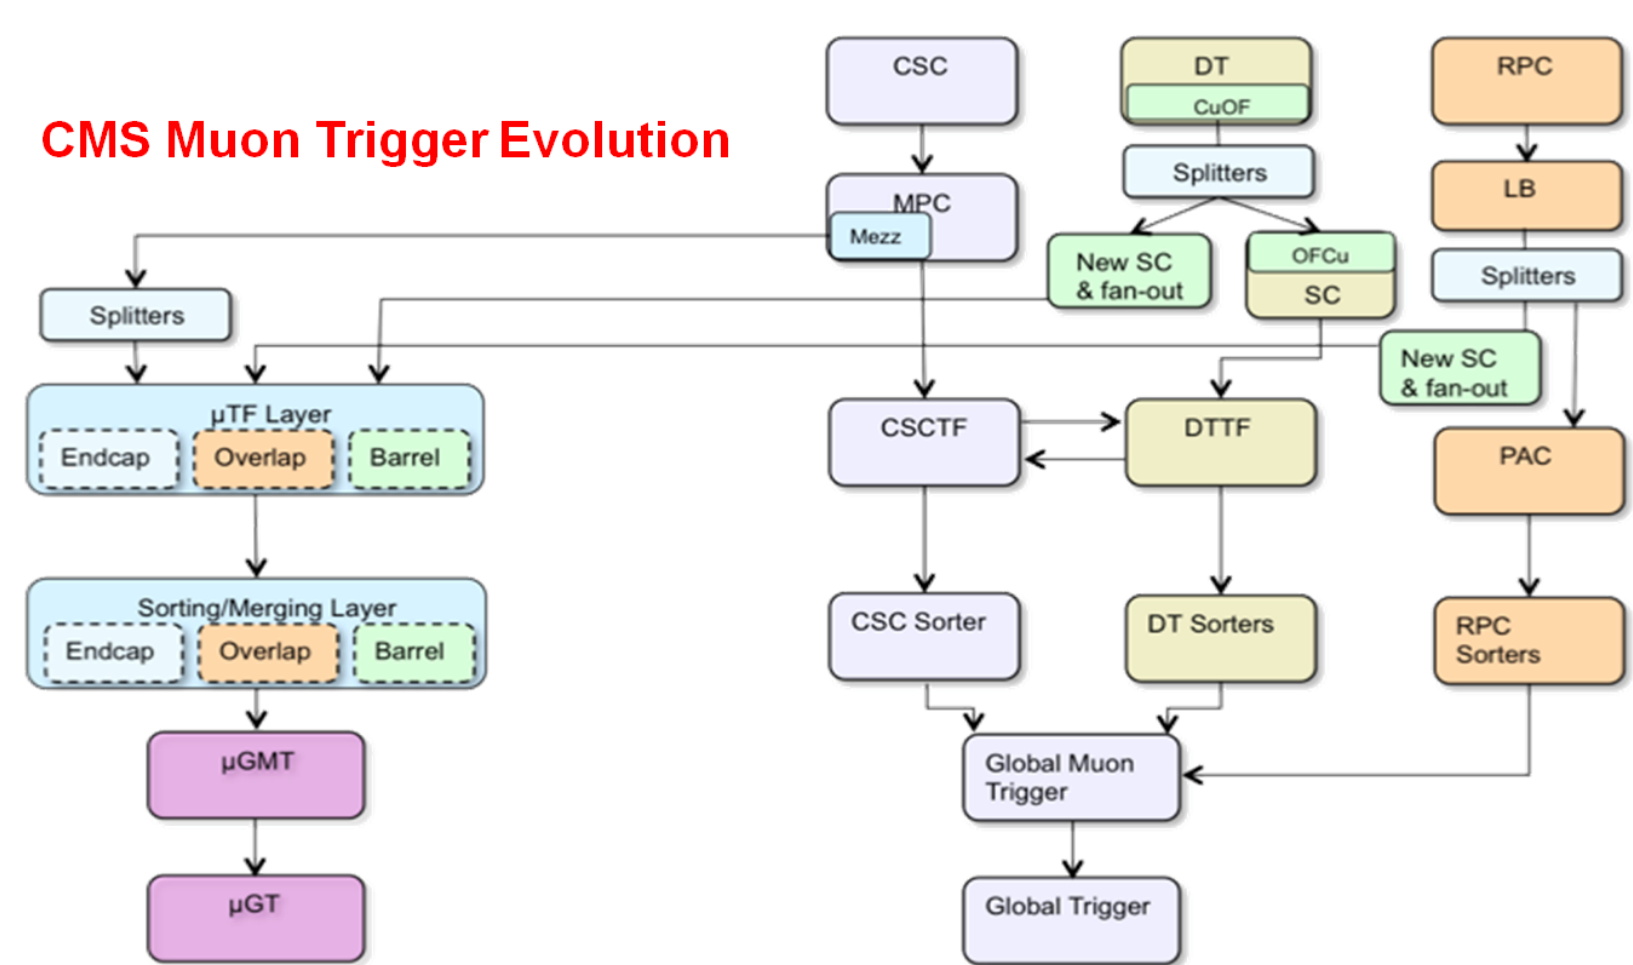 CMS Muon Trigger Evolution
CSC
DT
CuOF
RPC
Splitters
LB
MPC
Mezz
New SC
& fan-out
OFCu
SC
Splitters
Splitters
New SC
& fan-out
µTF Layer
Endcap
Overlap
Barrel
CSCTF
DTTF
PAC
Sorting/Merging Layer
Endcap
Overlap
Barrel
CSC Sorter
DT Sorters
RPC
Sorters
µGMT
Global Muon
Trigger
µGT
Global Trigger